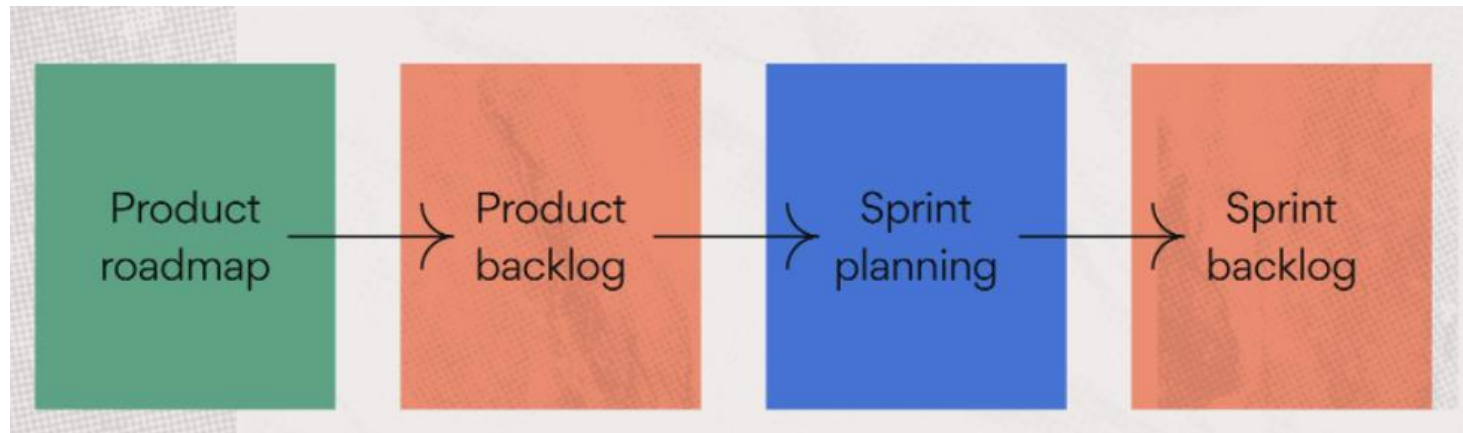 Product
roadmap
Product
backlog
Sprint
planning
Sprint
backlog